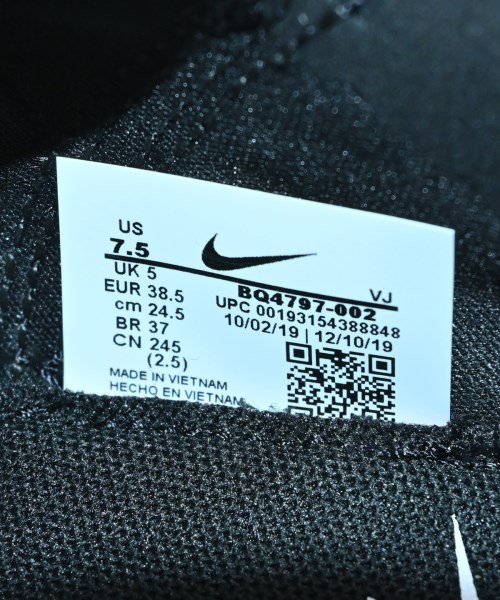 US
7.5
UK 5
EUR 38.5
cm 24.5
BR 37
CN 245
(2.5)
MADE IN VIETNAM
HECHO EN VIETNAM
VJ
BQ4797-002
UPC 00193154388848
10/02/19 | 12/10/19